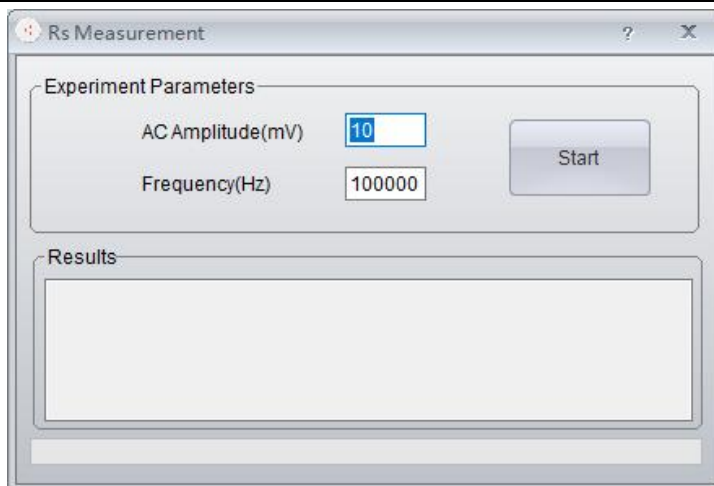 Rs Measurement
Experiment Parameters
AC Amplitude(mV) 10
Start
Frequency(Hz) 100000
Results